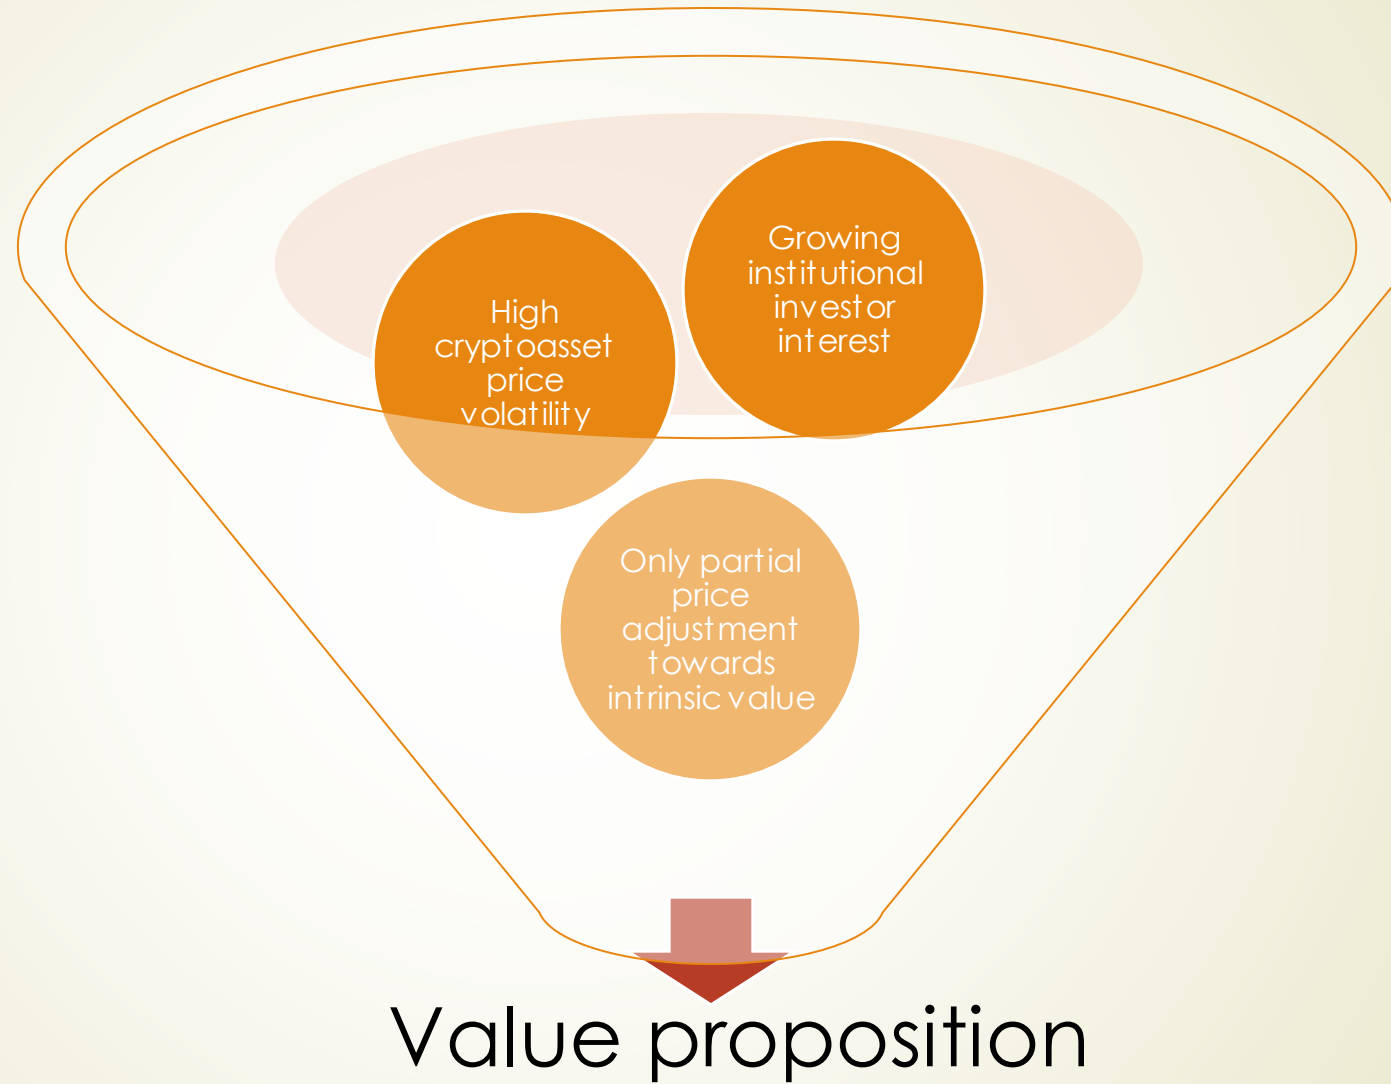 High
cryptoasset
price
volatility
Growing
institutional
investor
interest
Only partial
price
adjustment
towards
intrinsic value
Value proposition